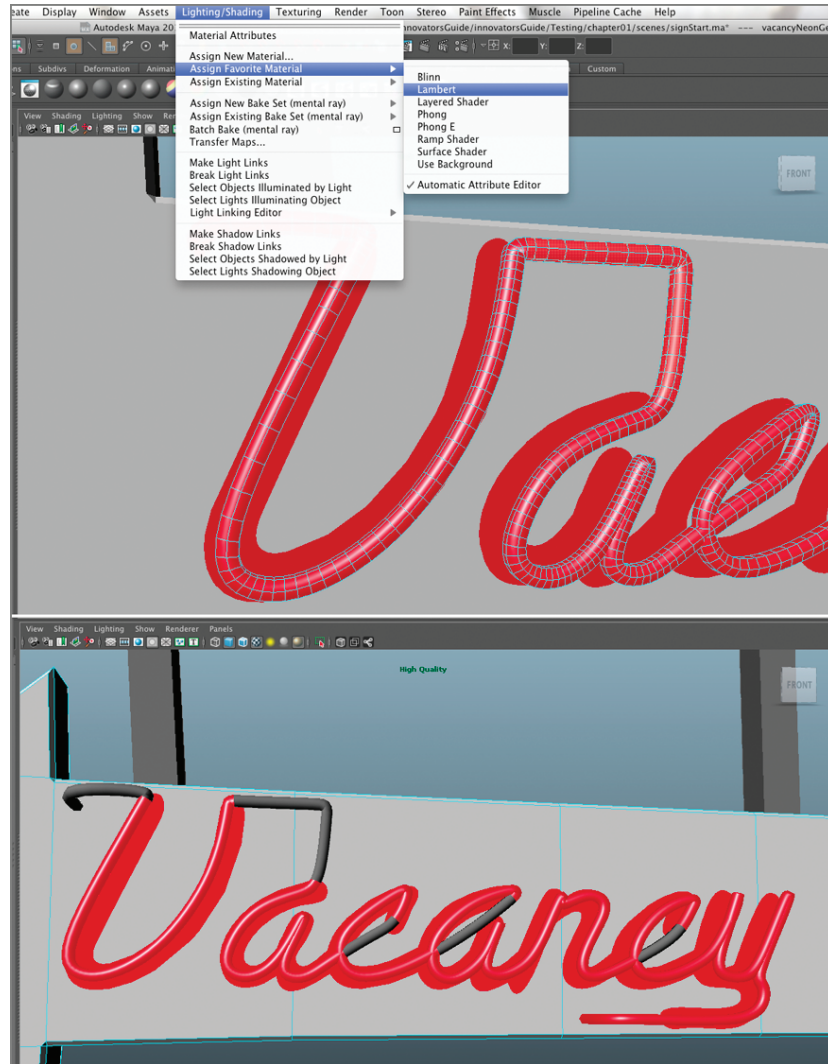 eate Display Window Assets Lighting/Shading Texturing Render Toon Stereo Paint Effects Muscle Pipeline Cache Help
Autodesk Maya 20
nnovatorsGuide/innovatorsGuide/Testing/chapter01/scenes/signStart.ma* --- vacancyNeonGe
X: Y: Z:
ns Subdivs Deformation Animati
Custom
Material Attributes
Assign New Material...
Assign Favorite Material
Assign Existing Material
Assign New Bake Set (mental ray)
Assign Existing Bake Set (mental ray)
Batch Bake (mental ray)
Transfer Maps...
Make Light Links
Break Light Links
Select Objects Illuminated by Light
Select Lights Illuminating Object
Light Linking Editor
Make Shadow Links
Break Shadow Links
Select Objects Shadowed by Light
Select Lights Shadowing Object
Blinn
Lambert
Layered Shader
Phong
Phong E
Ramp Shader
Surface Shader
Use Background
✓ Automatic Attribute Editor
View Shading Lighting Show Ren
FRONT
Vacan
View Shading Lighting Show Renderer Panels
High Quality
FRONT
Vacancy